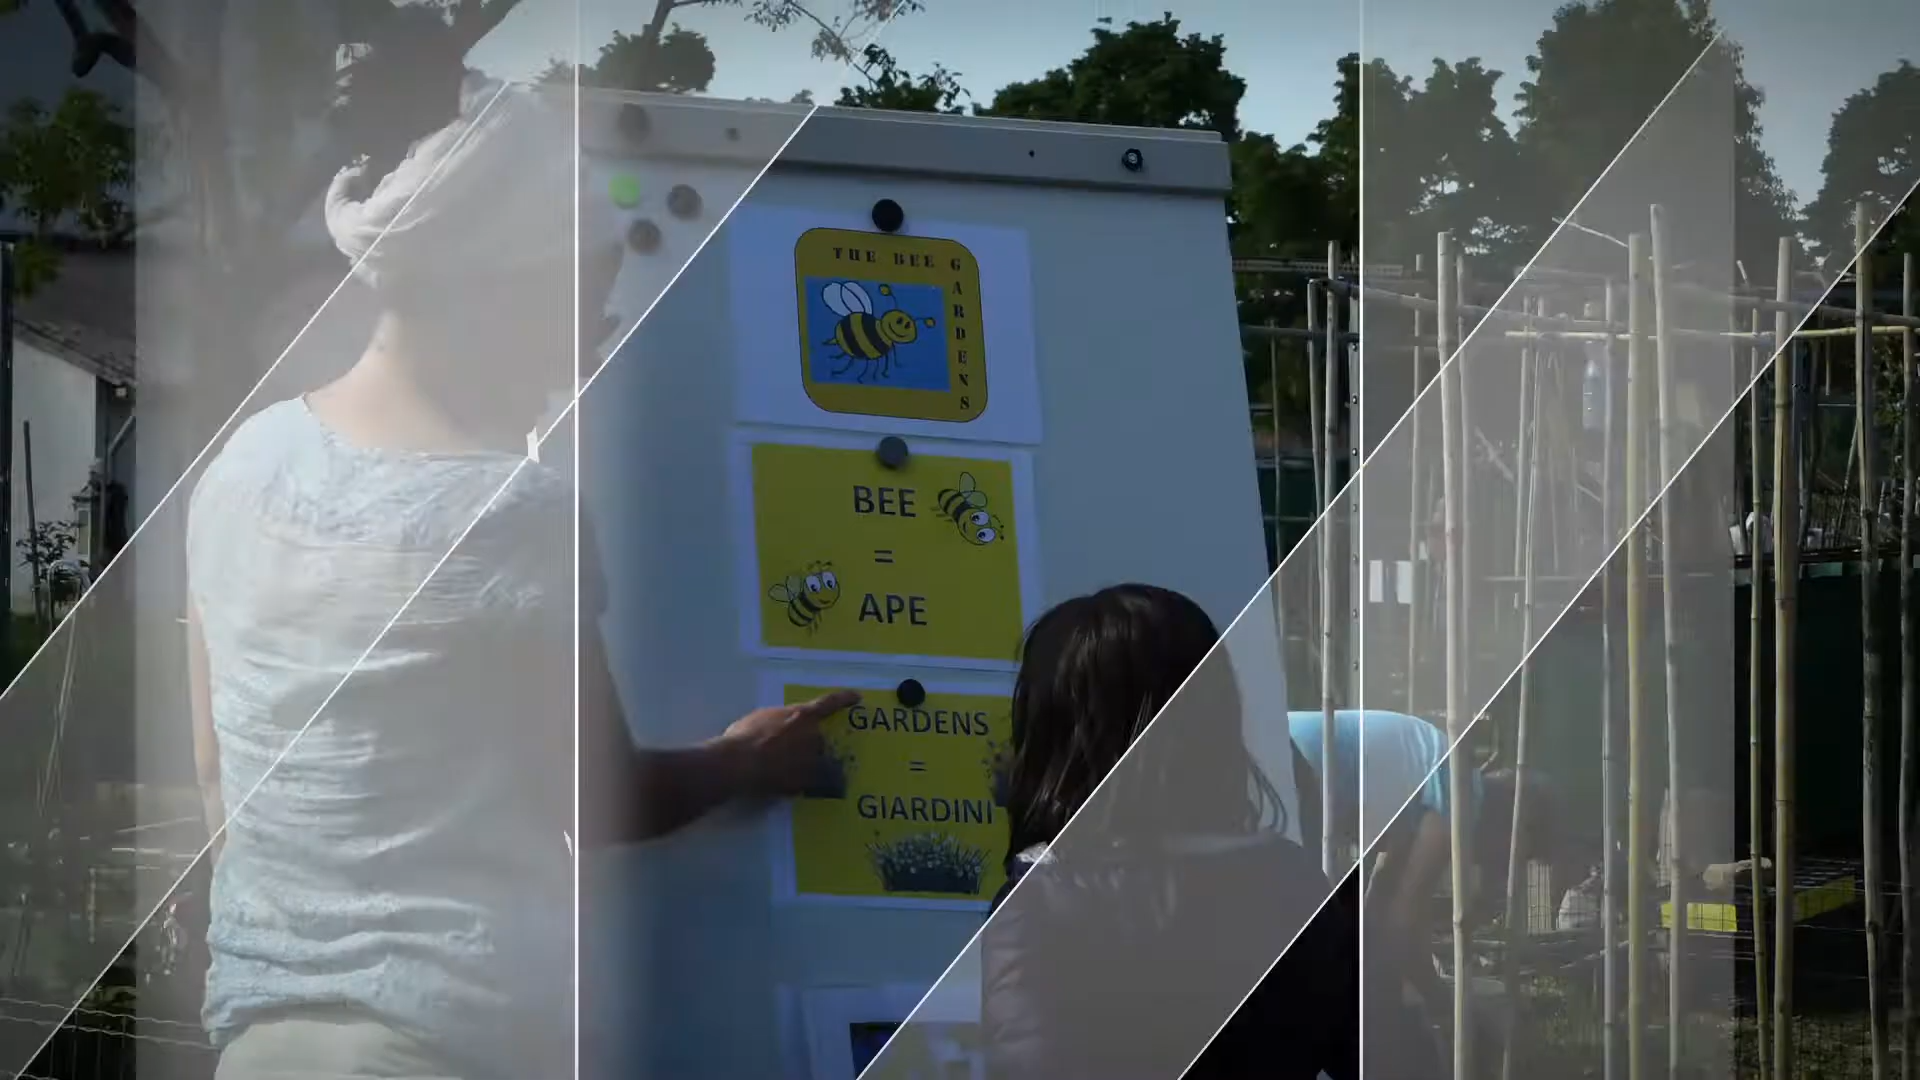 THE BEE GARDENS
BEE
=
APE
GARDENS
=
GIARDINI